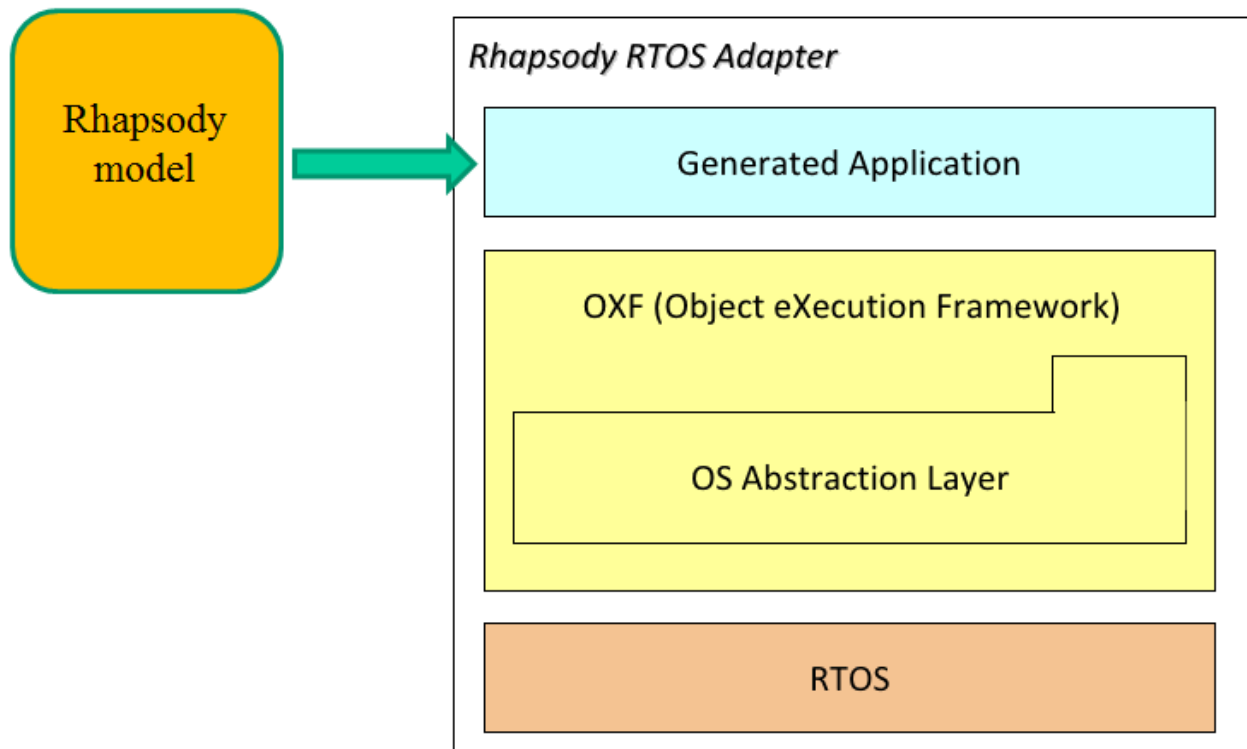 Rhapsody
model
Rhapsody RTOS Adapter
Generated Application
OXF (Object eXecution Framework)
OS Abstraction Layer
RTOS